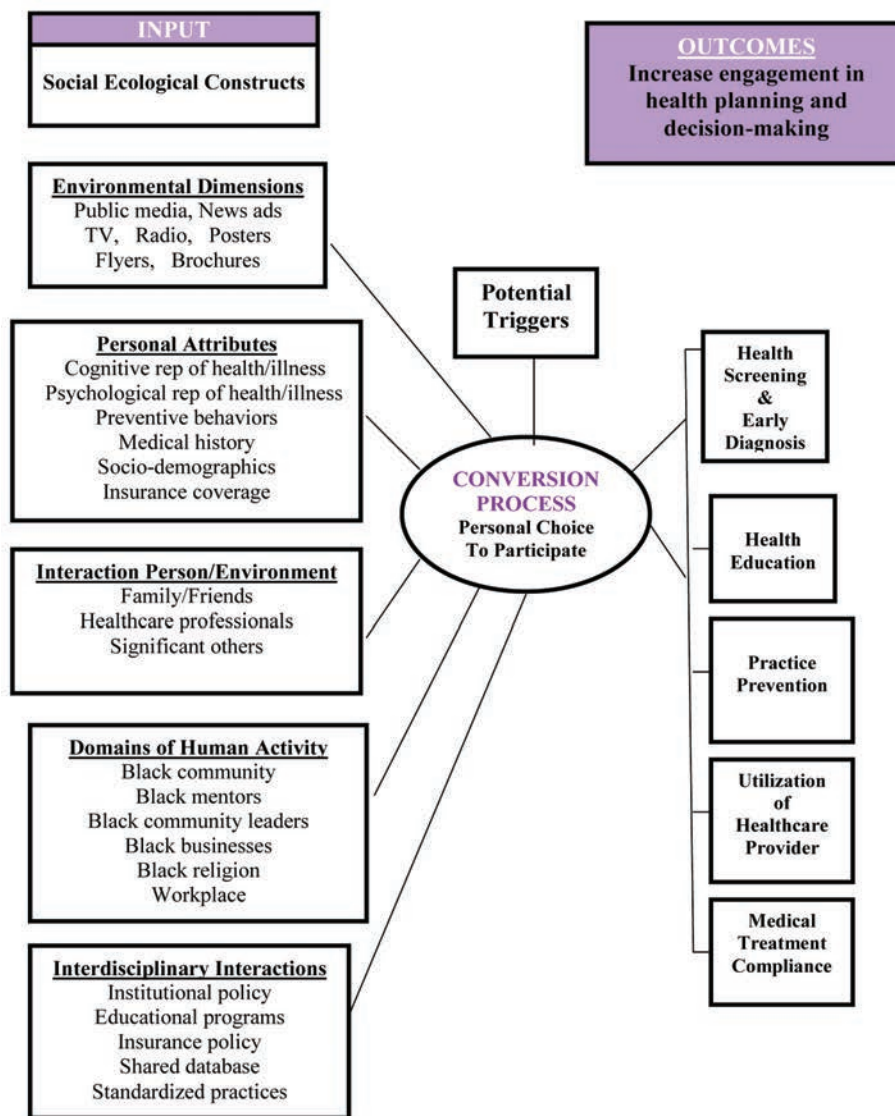 INPUT
Social Ecological Constructs
OUTCOMES
Increase engagement in
health planning and
decision-making
Environmental Dimensions
Public media, News ads
TV, Radio, Posters
Flyers, Brochures
Potential
Triggers
Personal Attributes
Cognitive rep of health/illness
Psychological rep of health/illness
Preventive behaviors
Medical history
Socio-demographics
Insurance coverage
CONVERSION
PROCESS
Personal Choice
To Participate
Interaction Person/Environment
Family/Friends
Healthcare professionals
Significant others
Domains of Human Activity
Black community
Black mentors
Black community leaders
Black businesses
Black religion
Workplace
Interdisciplinary Interactions
Institutional policy
Educational programs
Insurance policy
Shared database
Standardized practices
Health
Screening
&
Early
Diagnosis
Health
Education
Practice
Prevention
Utilization
of
Healthcare
Provider
Medical
Treatment
Compliance